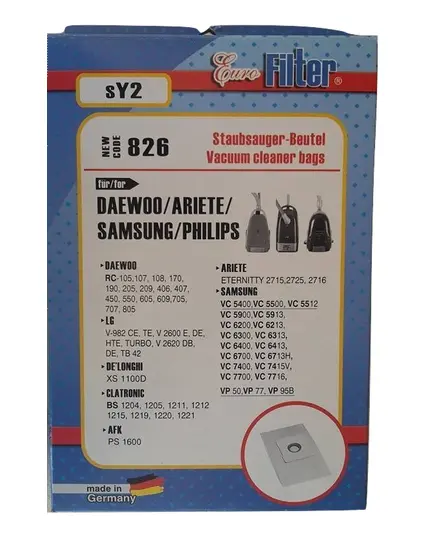 Euro Filter®
sY2
NEW CODE 826
Staubsauger-Beutel
Vacuum cleaner bags
für/for
DAEWOO/ARIETE/
SAMSUNG/PHILIPS
DAEWOO
RC-105,107, 108, 170,
190, 205, 209, 406, 407,
450, 550, 605, 609,705,
707, 805
LG
V-982 CE, TE, V 2600 E, DE,
HTE, TURBO, V 2620 DB,
DE, TB 42
DE'LONGHI
XS 1100D
CLATRONIC
BS 1204, 1205, 1211, 1212
1215, 1219, 1220, 1221
AFK
PS 1600
ARIETE
ETERNITTY 2715,2725, 2716
SAMSUNG
VC 5400,VC 5500, VC 5512
VC 5900,VC 5913,
VC 6200,VC 6213,
VC 6300, VC 6313,
VC 6400, VC 6413,
VC 6700, VC 6713H,
VC 7400, VC 7415V,
VC 7700, VC 7716,
VP 50,VP 77, VP 95B
made in
Germany